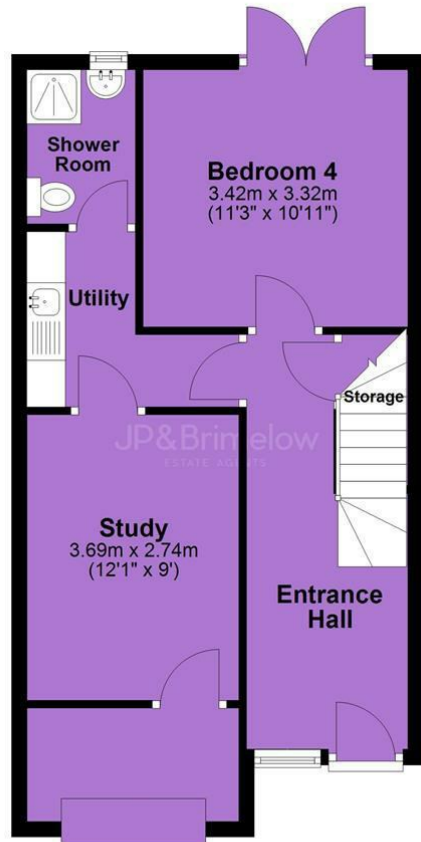 Shower
Room
Bedroom 4
3.42m x 3.32m
(11'3" x 10'11")
Utility
Storage
JP&Brimelow
ESTATE AGENTS
Study
3.69m x 2.74m
(12'1" x 9')
Entrance
Hall